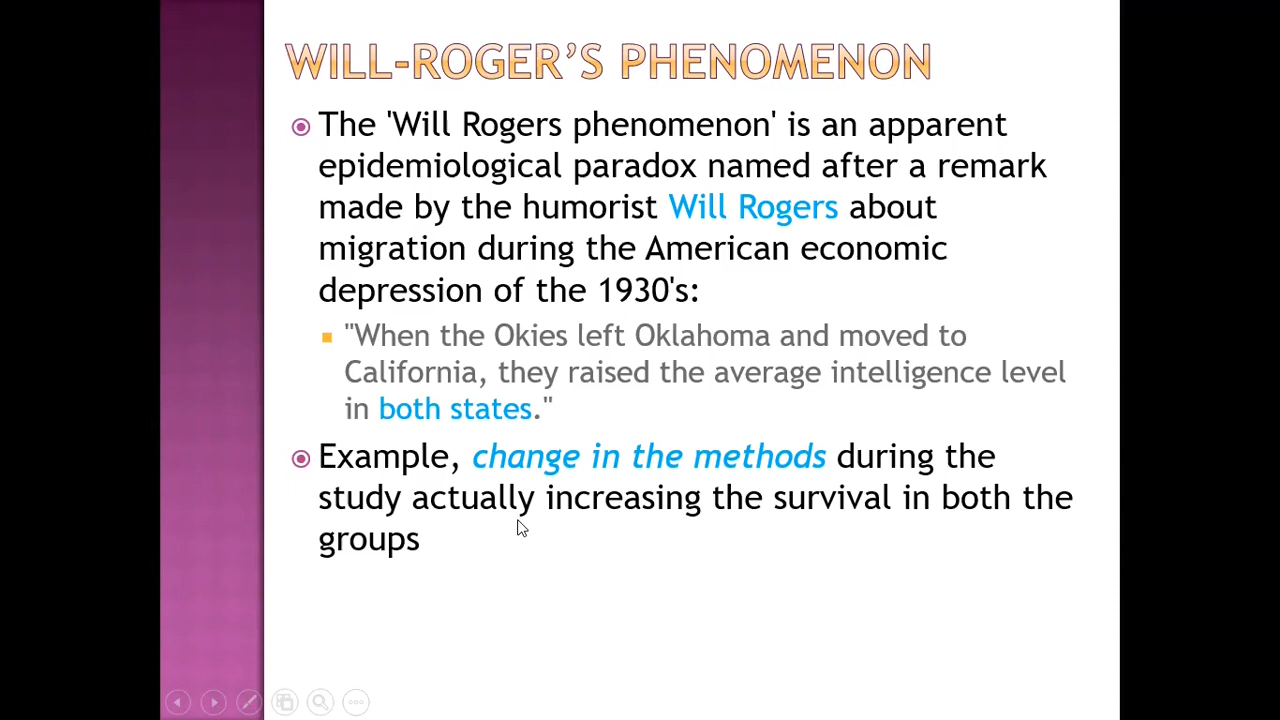 WILL-ROGER’S PHENOMENON
The 'Will Rogers phenomenon' is an apparent
epidemiological paradox named after a remark
made by the humorist Will Rogers about
migration during the American economic
depression of the 1930's:
"When the Okies left Oklahoma and moved to
California, they raised the average intelligence level
in both states."
Example, change in the methods during the
study actually increasing the survival in both the
groups